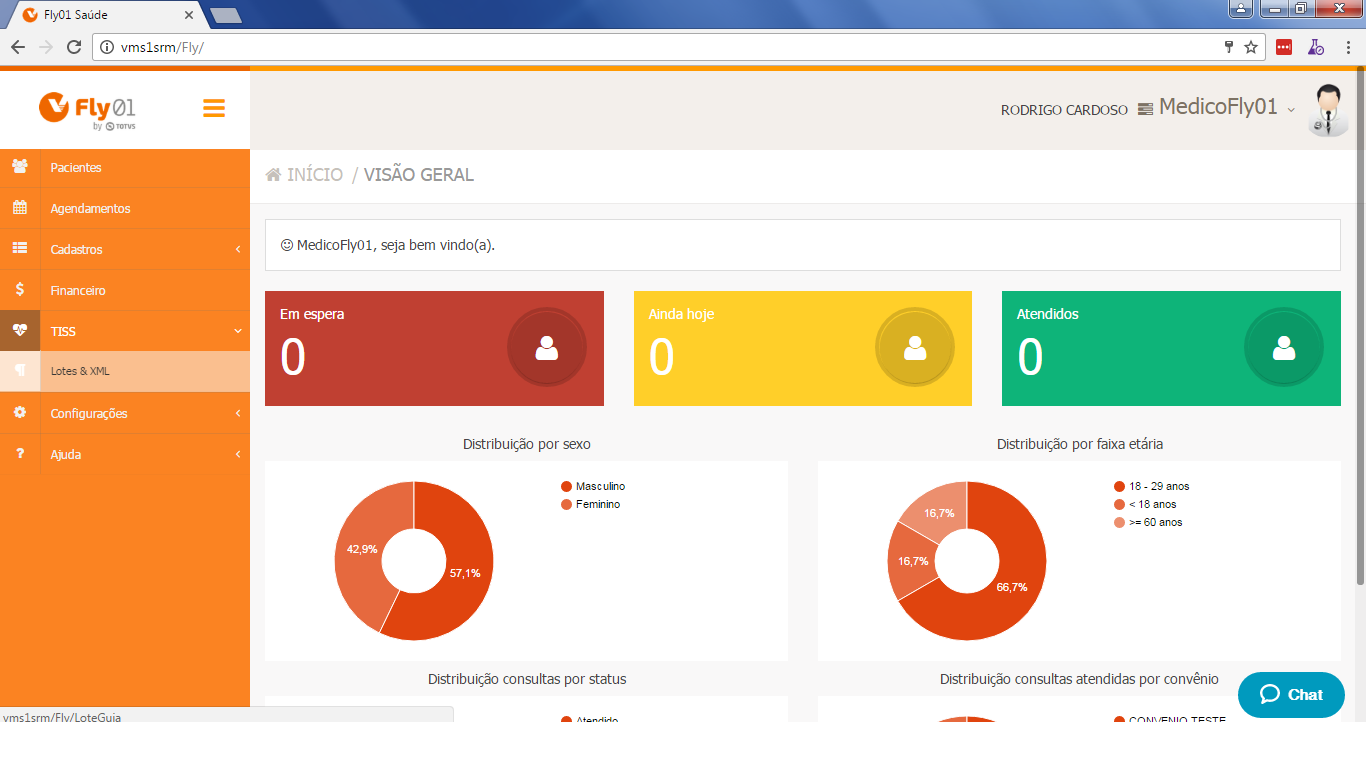 Fly01 Saúde
vms1srm/Fly/
Fly01
by TOTVS
RODRIGO CARDOSO MedicoFly01
Pacientes
Agendamentos
Cadastros
Financeiro
TISS
Lotes & XML
Configurações
Ajuda
INÍCIO / VISÃO GERAL
MedicoFly01, seja bem vindo(a).
Em espera
0
Ainda hoje
0
Atendidos
0
Distribuição por sexo
Masculino
Feminino
42,9%
57,1%
Distribuição por faixa etária
18 - 29 anos
< 18 anos
>= 60 anos
16,7%
16,7%
66,7%
Distribuição consultas por status
Atendido
Distribuição consultas atendidas por convênio
CONVENIO TESTE
Chat
vms1srm/Fly/LoteGuia